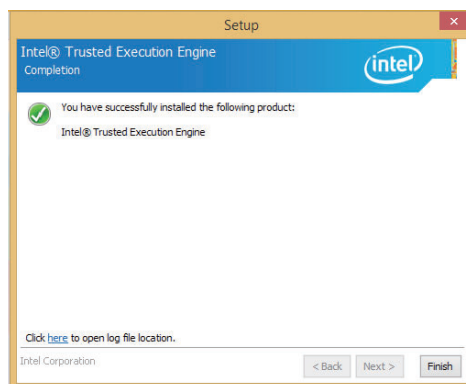 Setup
Intel® Trusted Execution Engine
Completion
intel
You have successfully installed the following product:
Intel® Trusted Execution Engine
Click here to open log file location.
Intel Corporation
< Back
Next >
Finish